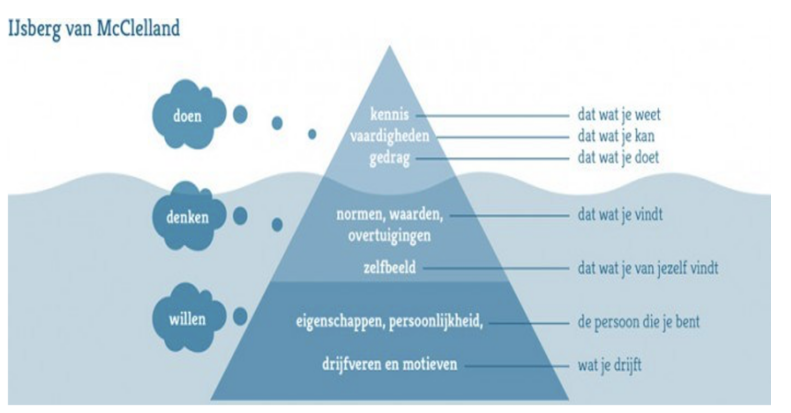 IJsberg van McClelland
doen
kennis dat wat je weet
vaardigheden dat wat je kan
gedrag dat wat je doet
denken
normen, waarden, dat wat je vindt
overtuigingen
zelfbeeld dat wat je van jezelf vindt
willen
eigenschappen, persoonlijkheid, de persoon die je bent
drijfveren en motieven wat je drijft